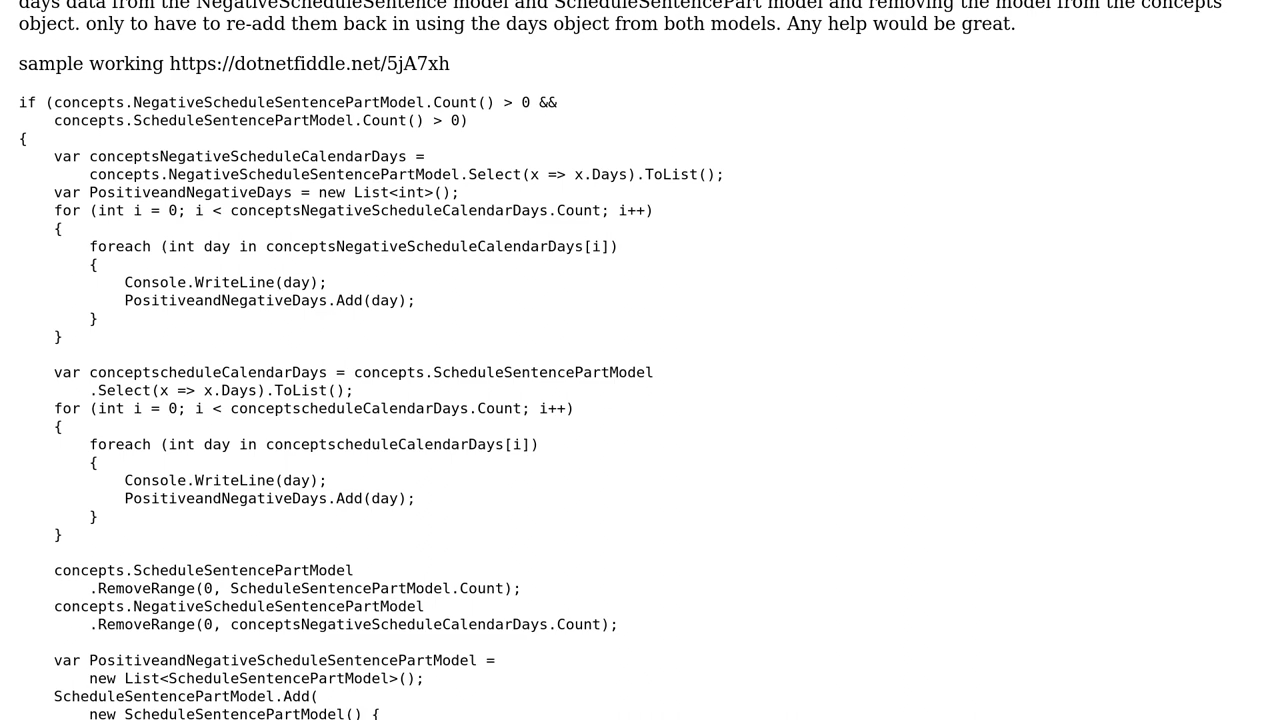 days data from the NegativeScheduleSentence model and ScheduleSentencePart model and removing the model from the concepts
object. only to have to re-add them back in using the days object from both models. Any help would be great.
sample working https://dotnetfiddle.net/5jA7xh
if (concepts.NegativeScheduleSentencePartModel.Count() > 0 &&
    concepts.ScheduleSentencePartModel.Count() > 0)
{
    var conceptsNegativeScheduleCalendarDays =
        concepts.NegativeScheduleSentencePartModel.Select(x => x.Days).ToList();
    var PositiveandNegativeDays = new List<int>();
    for (int i = 0; i < conceptsNegativeScheduleCalendarDays.Count; i++)
    {
        foreach (int day in conceptsNegativeScheduleCalendarDays[i])
        {
            Console.WriteLine(day);
            PositiveandNegativeDays.Add(day);
        }
    }
    var conceptscheduleCalendarDays = concepts.ScheduleSentencePartModel
        .Select(x => x.Days).ToList();
    for (int i = 0; i < conceptscheduleCalendarDays.Count; i++)
    {
        foreach (int day in conceptscheduleCalendarDays[i])
        {
            Console.WriteLine(day);
            PositiveandNegativeDays.Add(day);
        }
    }
    concepts.ScheduleSentencePartModel
        .RemoveRange(0, ScheduleSentencePartModel.Count);
    concepts.NegativeScheduleSentencePartModel
        .RemoveRange(0, conceptsNegativeScheduleCalendarDays.Count);
    var PositiveandNegativeScheduleSentencePartModel =
        new List<ScheduleSentencePartModel>();
    ScheduleSentencePartModel.Add(
        new ScheduleSentencePartModel() {